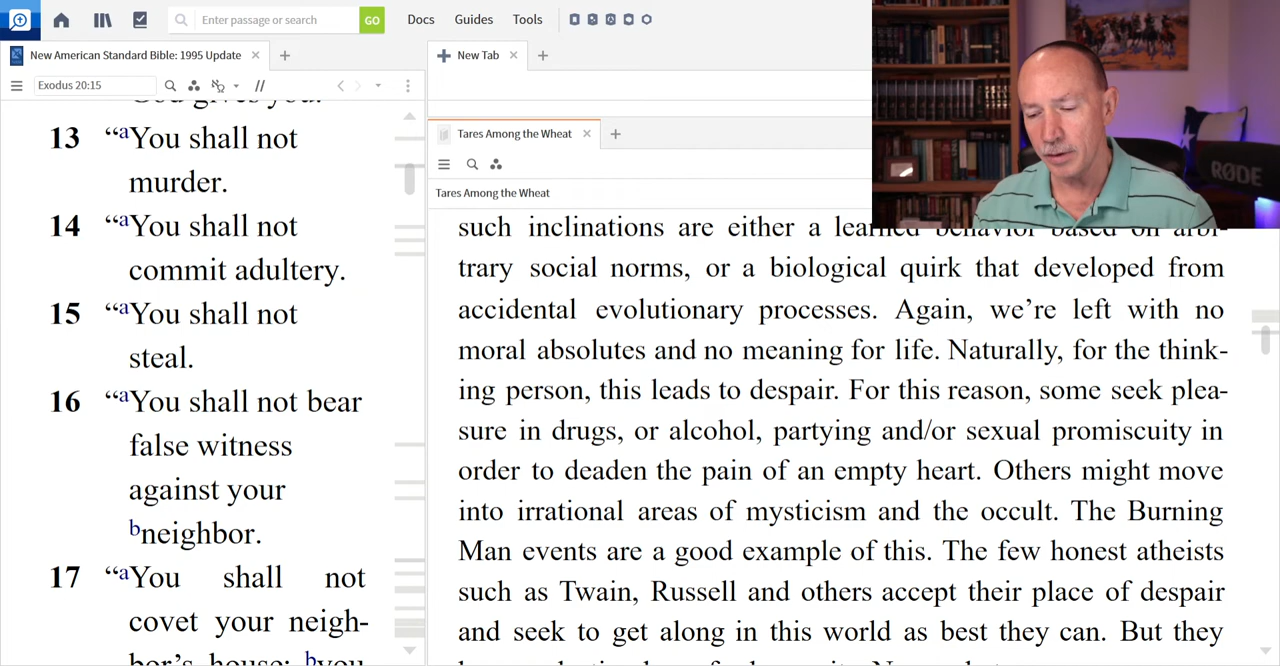 Enter passage or search
GO
Docs
Guides
Tools
New American Standard Bible: 1995 Update
Exodus 20:15
God gives you.
13 “aYou shall not
murder.
14 “aYou shall not
commit adultery.
15 “aYou shall not
steal.
16 “aYou shall not bear
false witness
against your
bneighbor.
17 “aYou shall not
covet your neigh-
bor’s house; byou
New Tab
Tares Among the Wheat
Tares Among the Wheat
such inclinations are either a learned behavior based on arbi-
trary social norms, or a biological quirk that developed from
accidental evolutionary processes. Again, we’re left with no
moral absolutes and no meaning for life. Naturally, for the think-
ing person, this leads to despair. For this reason, some seek plea-
sure in drugs, or alcohol, partying and/or sexual promiscuity in
order to deaden the pain of an empty heart. Others might move
into irrational areas of mysticism and the occult. The Burning
Man events are a good example of this. The few honest atheists
such as Twain, Russell and others accept their place of despair
and seek to get along in this world as best they can. But they
RØDE